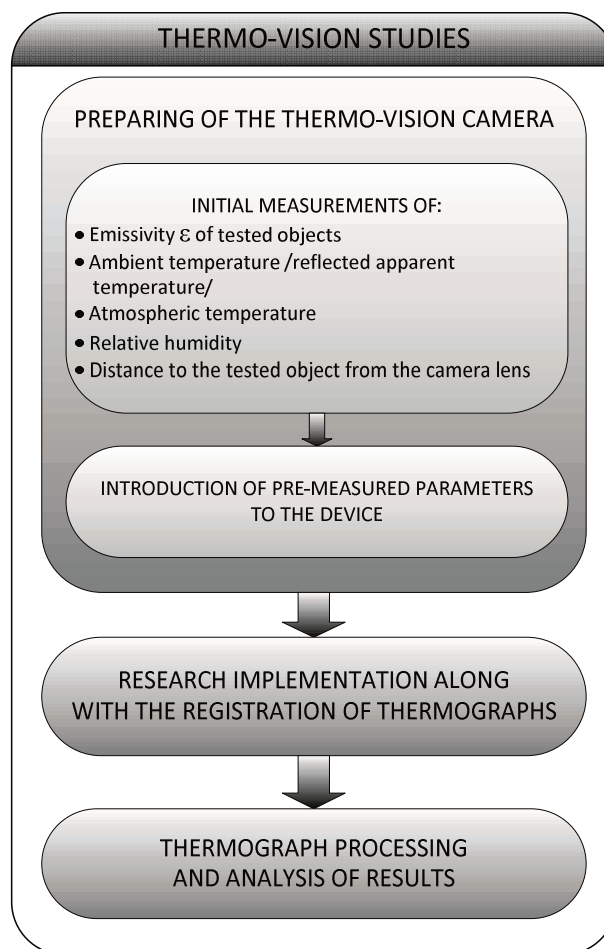 THERMO-VISION STUDIES
PREPARING OF THE THERMO-VISION CAMERA
INITIAL MEASUREMENTS OF:
• Emissivity ε of tested objects
• Ambient temperature /reflected apparent
temperature/
• Atmospheric temperature
• Relative humidity
• Distance to the tested object from the camera lens
INTRODUCTION OF PRE-MEASURED PARAMETERS
TO THE DEVICE
RESEARCH IMPLEMENTATION ALONG
WITH THE REGISTRATION OF THERMOGRAPHS
THERMOGRAPH PROCESSING
AND ANALYSIS OF RESULTS